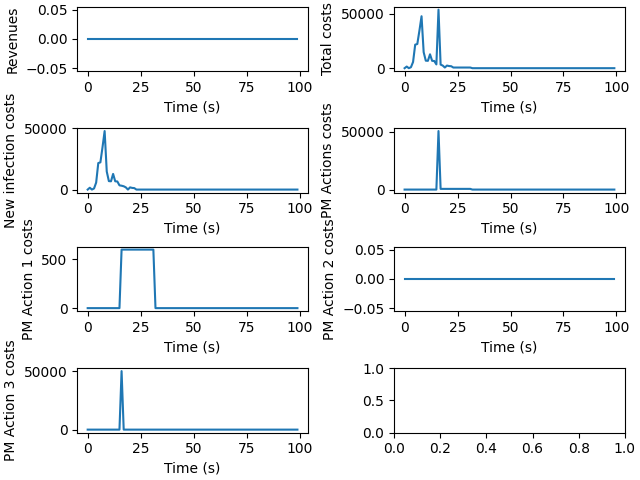 Revenues
0.05
0.00
−0.05
0 25 50 75 100
Time (s)
Total costs
50000
0
0 25 50 75 100
Time (s)
New infection costs
50000
0
0 25 50 75 100
Time (s)
PM Actions costs
50000
0
0 25 50 75 100
Time (s)
PM Action 1 costs
500
0
0 25 50 75 100
Time (s)
PM Action 2 costs
0.05
0.00
−0.05
0 25 50 75 100
Time (s)
PM Action 3 costs
50000
0
0 25 50 75 100
Time (s)
1.0
0.5
0.0
0.0 0.2 0.4 0.6 0.8 1.0